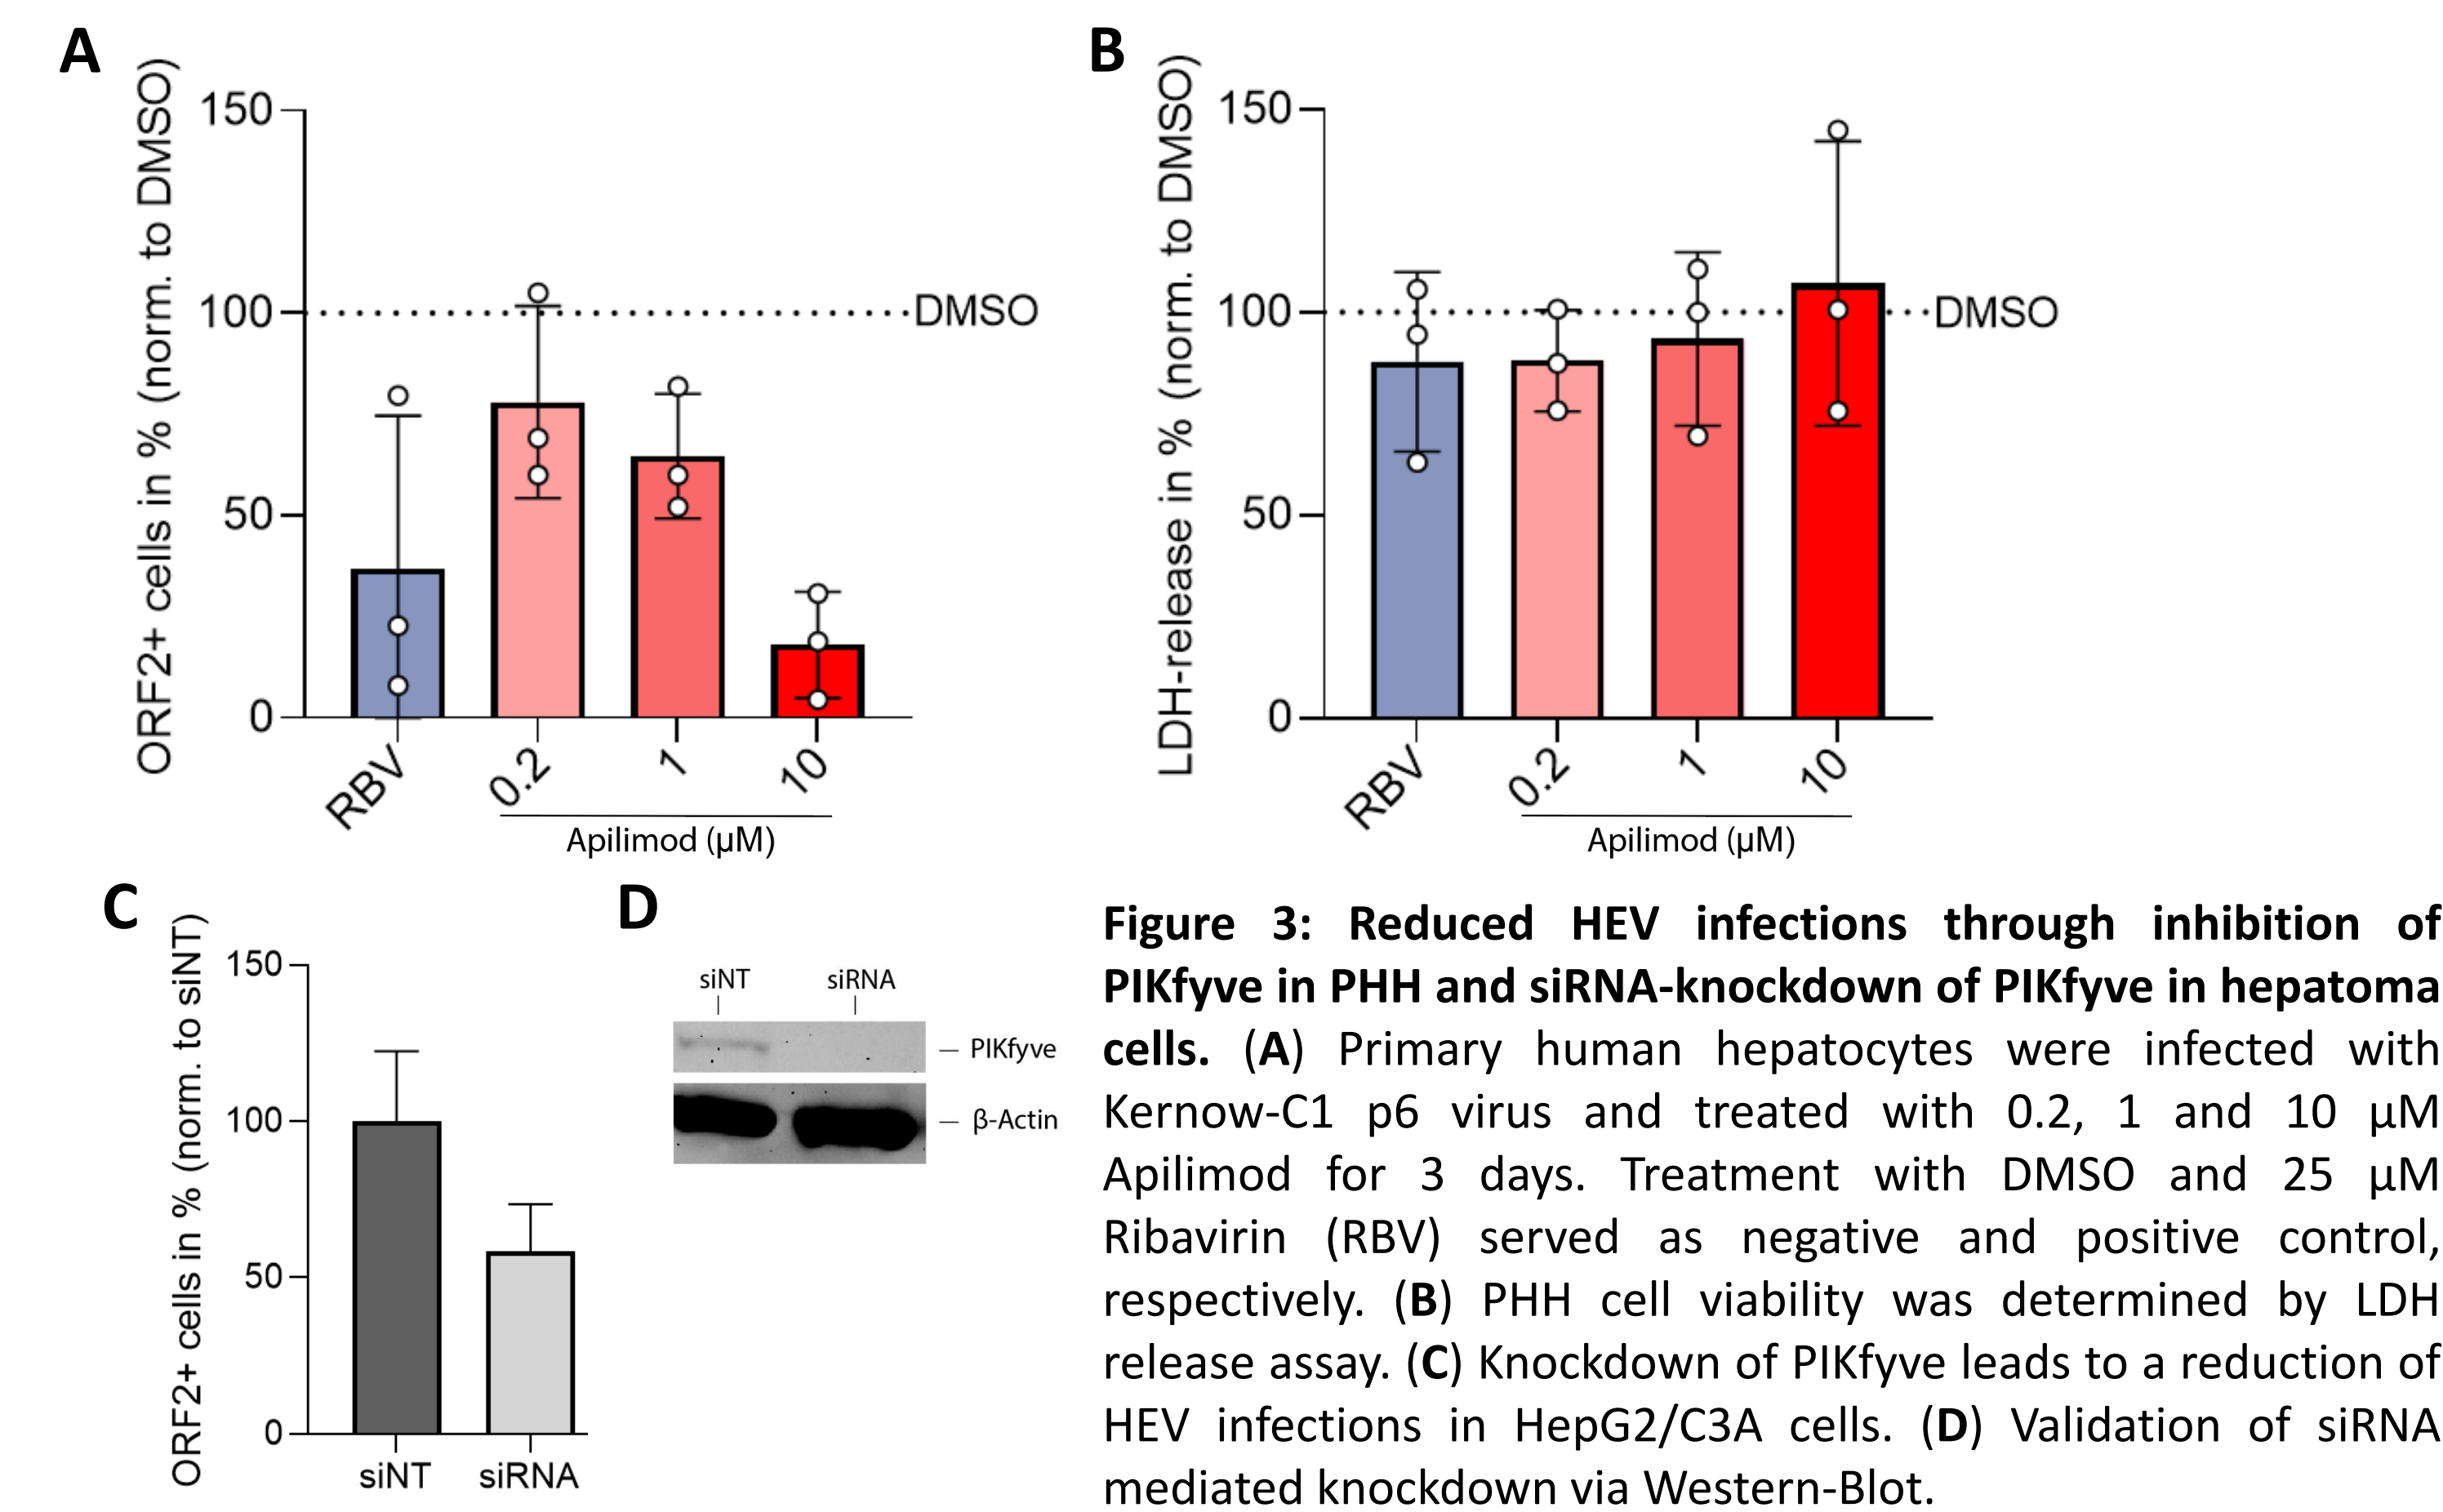 A
ORF2+ cells in % (norm. to DMSO)
150
100
50
0
DMSO
RBV
0.2
1
10
Apilimod (µM)
B
LDH-release in % (norm. to DMSO)
150
100
50
0
DMSO
RBV
0.2
1
10
Apilimod (µM)
C
ORF2+ cells in % (norm. to siNT)
150
100
50
0
siNT
siRNA
D
siNT
siRNA
PIKfyve
β-Actin
Figure 3: Reduced HEV infections through inhibition of
PIKfyve in PHH and siRNA-knockdown of PIKfyve in hepatoma
cells. (A) Primary human hepatocytes were infected with
Kernow-C1 p6 virus and treated with 0.2, 1 and 10 µM
Apilimod for 3 days. Treatment with DMSO and 25 µM
Ribavirin (RBV) served as negative and positive control,
respectively. (B) PHH cell viability was determined by LDH
release assay. (C) Knockdown of PIKfyve leads to a reduction of
HEV infections in HepG2/C3A cells. (D) Validation of siRNA
mediated knockdown via Western-Blot.